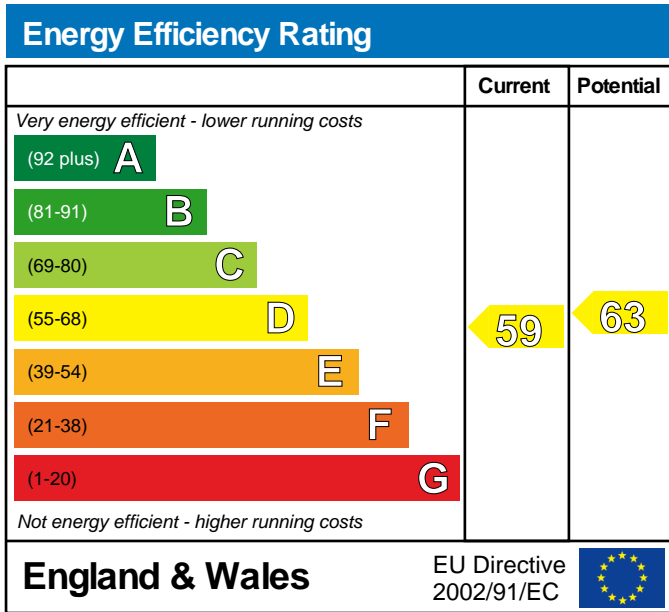 Energy Efficiency Rating
Current Potential
Very energy efficient - lower running costs
(92 plus) A
(81-91) B
(69-80) C
(55-68) D
59 63
(39-54) E
(21-38) F
(1-20) G
Not energy efficient - higher running costs
England & Wales
EU Directive
2002/91/EC